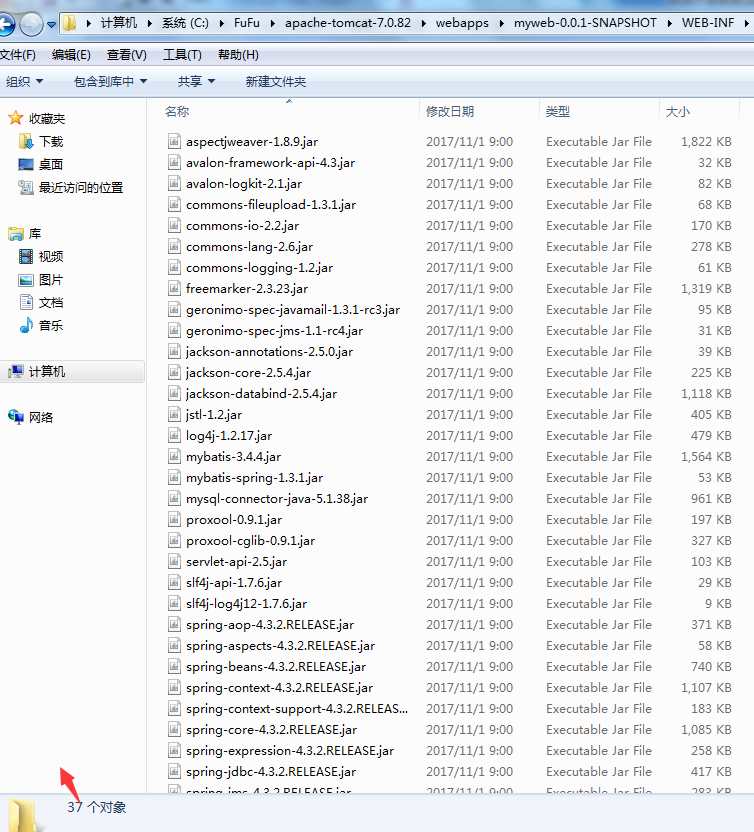 计算机 ▸ 系统 (C:) ▸ FuFu ▸ apache-tomcat-7.0.82 ▸ webapps ▸ myweb-0.0.1-SNAPSHOT ▸ WEB-INF ▸
文件(F) 编辑(E) 查看(V) 工具(T) 帮助(H)
组织 包含到库中 共享 新建文件夹
名称 修改日期 类型 大小
收藏夹
下载
桌面
最近访问的位置
库
视频
图片
文档
音乐
计算机
网络
aspectjweaver-1.8.9.jar 2017/11/1 9:00 Executable Jar File 1,822 KB
avalon-framework-api-4.3.jar 2017/11/1 9:00 Executable Jar File 32 KB
avalon-logkit-2.1.jar 2017/11/1 9:00 Executable Jar File 82 KB
commons-fileupload-1.3.1.jar 2017/11/1 9:00 Executable Jar File 68 KB
commons-io-2.2.jar 2017/11/1 9:00 Executable Jar File 170 KB
commons-lang-2.6.jar 2017/11/1 9:00 Executable Jar File 278 KB
commons-logging-1.2.jar 2017/11/1 9:00 Executable Jar File 61 KB
freemarker-2.3.23.jar 2017/11/1 9:00 Executable Jar File 1,319 KB
geronimo-spec-javamail-1.3.1-rc3.jar 2017/11/1 9:00 Executable Jar File 95 KB
geronimo-spec-jms-1.1-rc4.jar 2017/11/1 9:00 Executable Jar File 31 KB
jackson-annotations-2.5.0.jar 2017/11/1 9:00 Executable Jar File 39 KB
jackson-core-2.5.4.jar 2017/11/1 9:00 Executable Jar File 225 KB
jackson-databind-2.5.4.jar 2017/11/1 9:00 Executable Jar File 1,118 KB
jstl-1.2.jar 2017/11/1 9:00 Executable Jar File 405 KB
log4j-1.2.17.jar 2017/11/1 9:00 Executable Jar File 479 KB
mybatis-3.4.4.jar 2017/11/1 9:00 Executable Jar File 1,564 KB
mybatis-spring-1.3.1.jar 2017/11/1 9:00 Executable Jar File 53 KB
mysql-connector-java-5.1.38.jar 2017/11/1 9:00 Executable Jar File 961 KB
proxool-0.9.1.jar 2017/11/1 9:00 Executable Jar File 197 KB
proxool-cglib-0.9.1.jar 2017/11/1 9:00 Executable Jar File 327 KB
servlet-api-2.5.jar 2017/11/1 9:00 Executable Jar File 103 KB
slf4j-api-1.7.6.jar 2017/11/1 9:00 Executable Jar File 29 KB
slf4j-log4j12-1.7.6.jar 2017/11/1 9:00 Executable Jar File 9 KB
spring-aop-4.3.2.RELEASE.jar 2017/11/1 9:00 Executable Jar File 371 KB
spring-aspects-4.3.2.RELEASE.jar 2017/11/1 9:00 Executable Jar File 58 KB
spring-beans-4.3.2.RELEASE.jar 2017/11/1 9:00 Executable Jar File 740 KB
spring-context-4.3.2.RELEASE.jar 2017/11/1 9:00 Executable Jar File 1,107 KB
spring-context-support-4.3.2.RELEAS... 2017/11/1 9:00 Executable Jar File 183 KB
spring-core-4.3.2.RELEASE.jar 2017/11/1 9:00 Executable Jar File 1,085 KB
spring-expression-4.3.2.RELEASE.jar 2017/11/1 9:00 Executable Jar File 258 KB
spring-jdbc-4.3.2.RELEASE.jar 2017/11/1 9:00 Executable Jar File 417 KB
spring-jms-4.3.2.RELEASE.jar 2017/11/1 9:00 Executable Jar File 283 KB
37 个对象